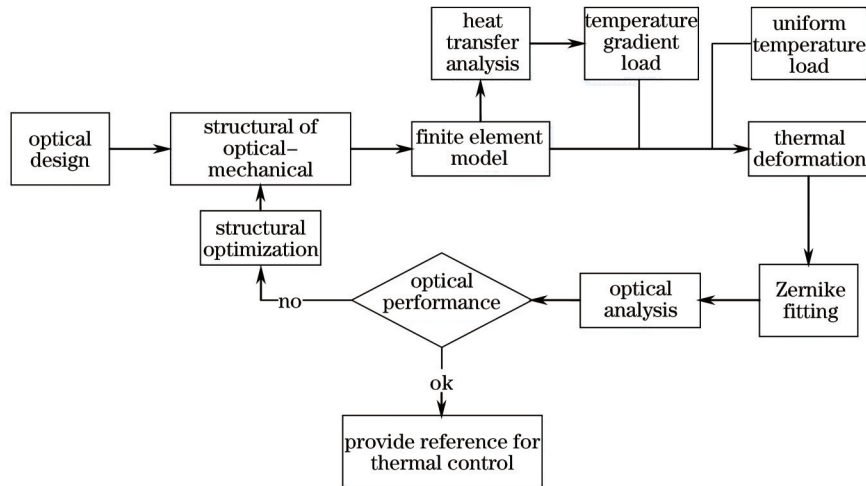 heat
transfer
analysis
temperature
gradient
load
uniform
temperature
load
optical
design
structural of
optical–
mechanical
finite element
model
thermal
deformation
structural
optimization
optical
performance
optical
analysis
Zernike
fitting
no
ok
provide reference for
thermal control